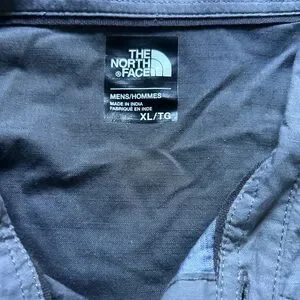 THE
NORTH
®FACE
MENS/HOMMES
MADE IN INDIA
FABRIQUÉ EN INDE
XL/TG